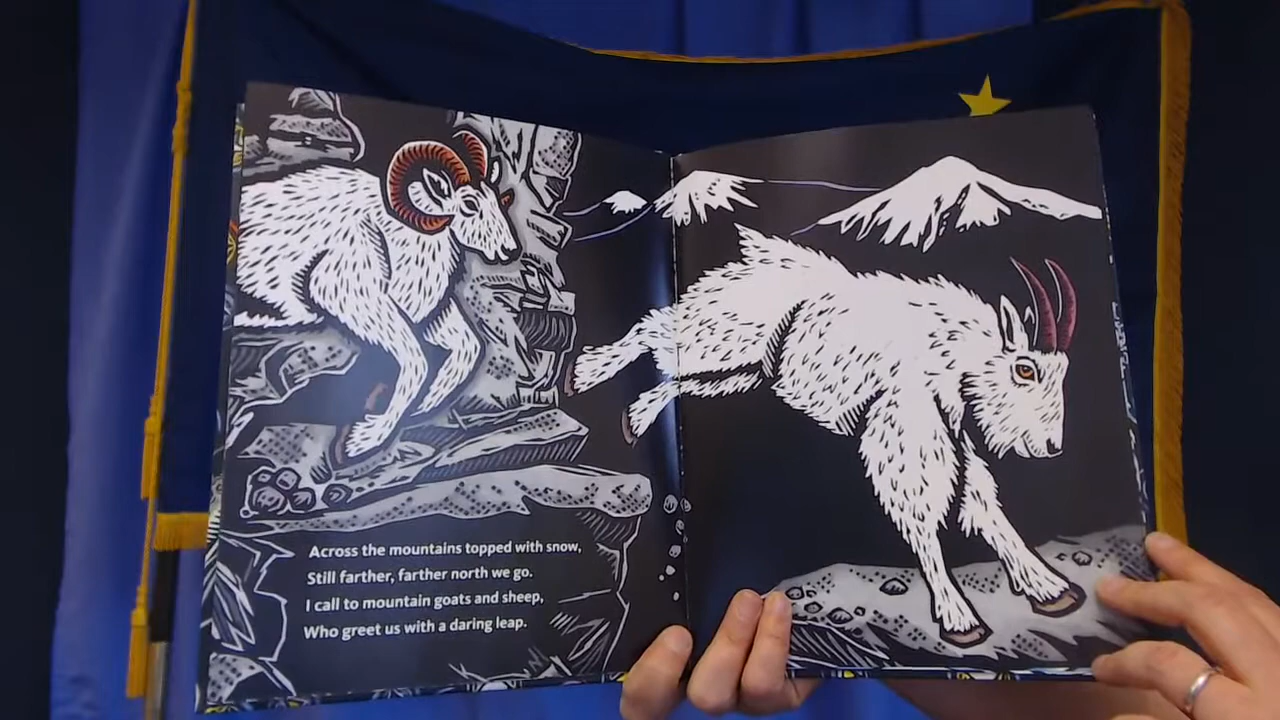 Across the mountains topped with snow,
Still farther, farther north we go.
I call to mountain goats and sheep,
Who greet us with a daring leap.